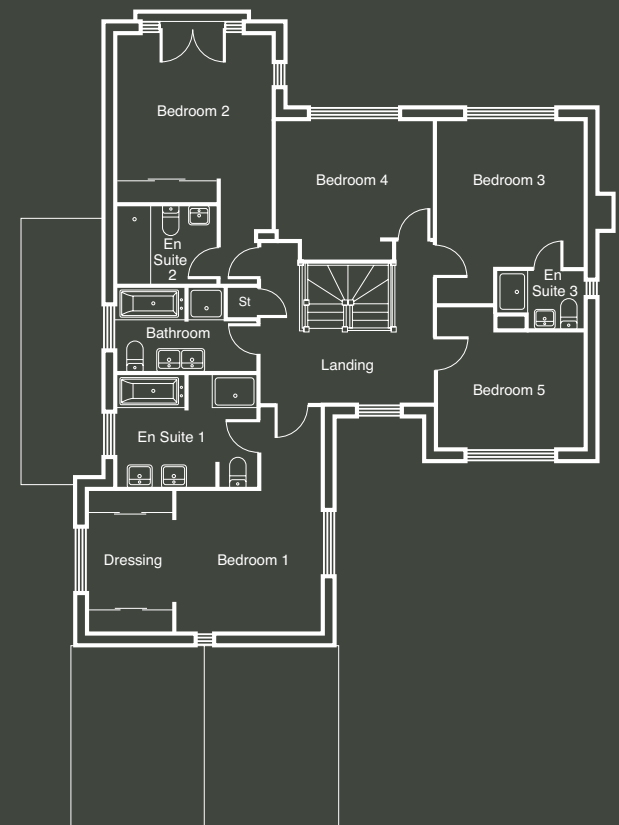 Bedroom 2
Bedroom 4
Bedroom 3
En
Suite
2
En
Suite 3
St
Bathroom
Landing
Bedroom 5
En Suite 1
Dressing
Bedroom 1